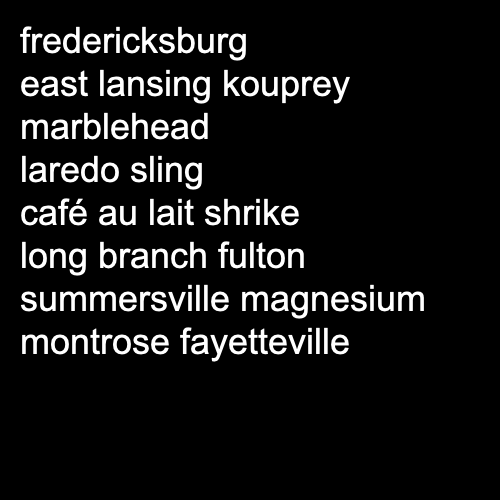 fredericksburg
east lansing kouprey
marblehead
laredo sling
café au lait shrike
long branch fulton
summersville magnesium
montrose fayetteville